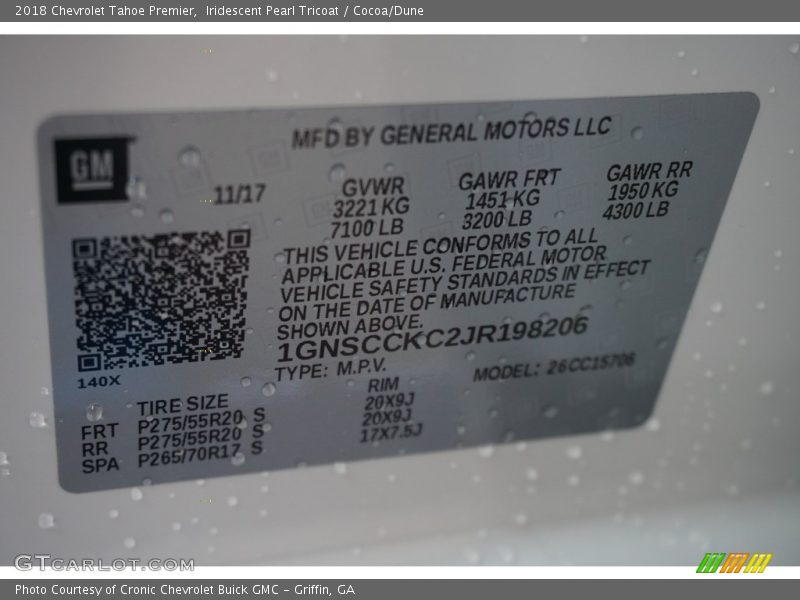 2018 Chevrolet Tahoe Premier, Iridescent Pearl Tricoat / Cocoa/Dune
MFD BY GENERAL MOTORS LLC
GM
11/17
GVWR GAWR FRT GAWR RR
3221 KG 1451 KG 1950 KG
7100 LB 3200 LB 4300 LB
THIS VEHICLE CONFORMS TO ALL
APPLICABLE U.S. FEDERAL MOTOR
VEHICLE SAFETY STANDARDS IN EFFECT
ON THE DATE OF MANUFACTURE
SHOWN ABOVE.
1GNSCCKC2JR198206
140X
TYPE: M.P.V. MODEL: 26CC15706
TIRE SIZE RIM
FRT P275/55R20 S 20X9J
RR P275/55R20 S 20X9J
SPA P265/70R17 S 17X7.5J
GTCARLOT.COM
Photo Courtesy of Cronic Chevrolet Buick GMC – Griffin, GA